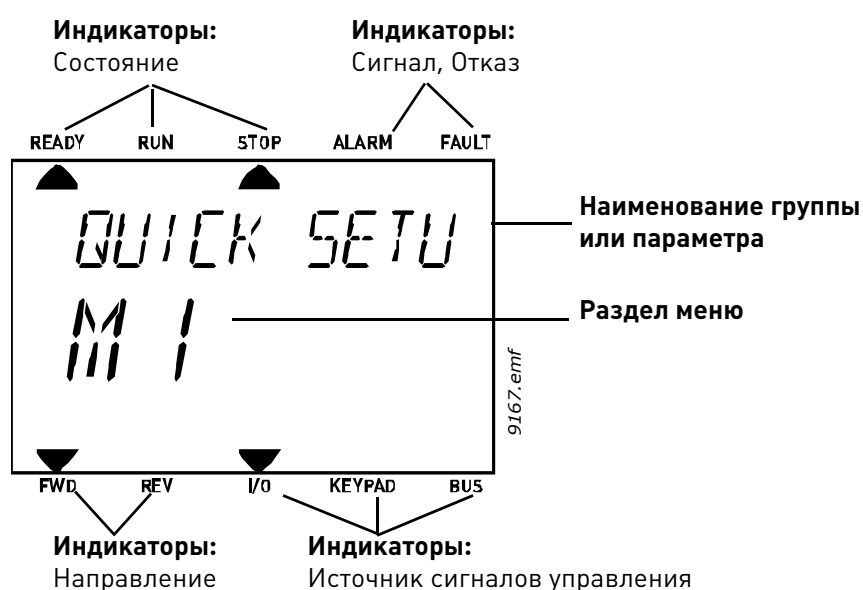 Индикаторы:
Состояние
Индикаторы:
Сигнал, Отказ
READY RUN STOP ALARM FAULT
QUICK SETU
Наименование группы
или параметра
M 1
Раздел меню
9167.emf
FWD REV I/O KEYPAD BUS
Индикаторы:
Направление
Индикаторы:
Источник сигналов управления